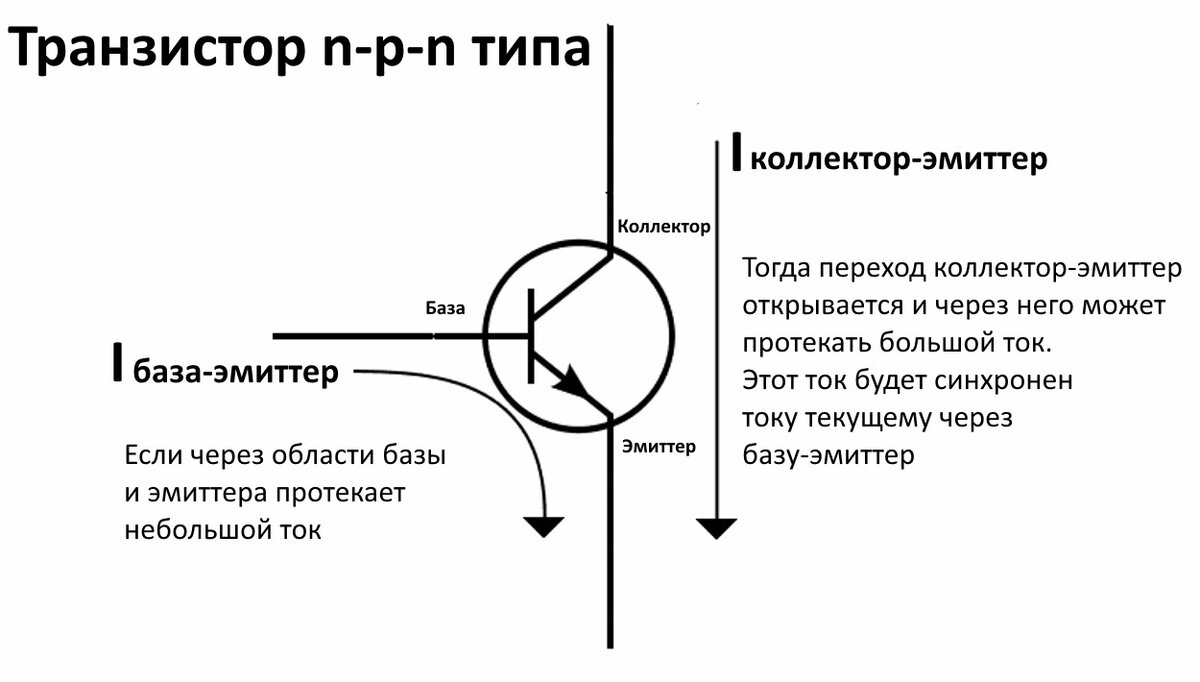 Транзистор n-p-n типа
I коллектор-эмиттер
Коллектор
Тогда переход коллектор-эмиттер
открывается и через него может
протекать большой ток.
Этот ток будет синхронен
току текущему через
базу-эмиттер
База
I база-эмиттер
Если через области базы
и эмиттера протекает
небольшой ток
Эмиттер